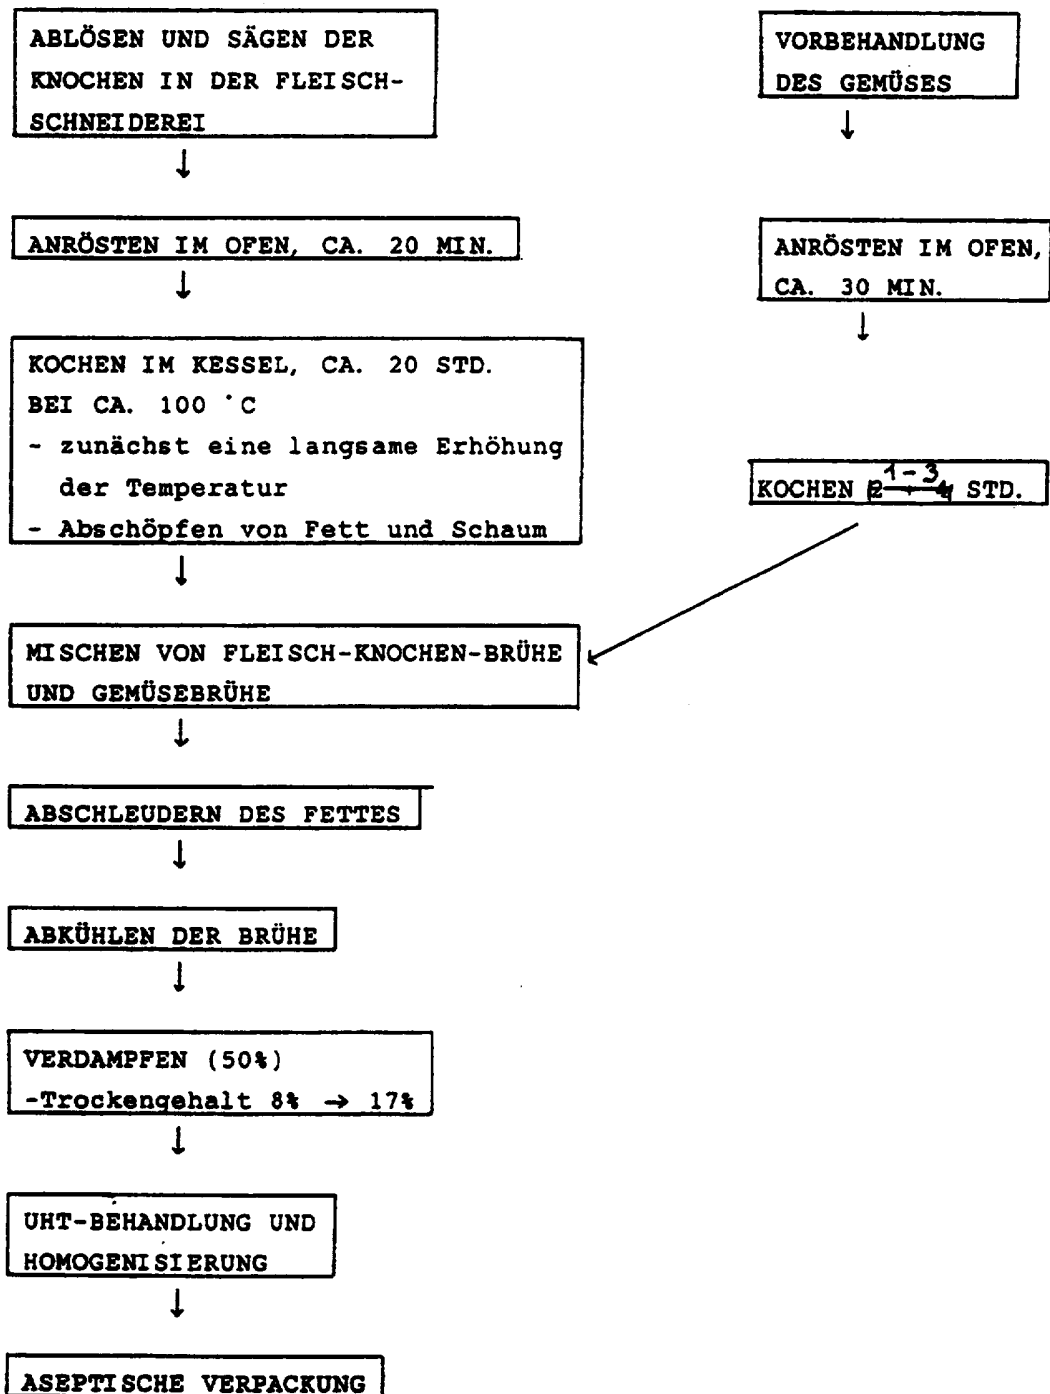 ABLÖSEN UND SÄGEN DER
KNOCHEN IN DER FLEISCH-
SCHNEIDEREI
↓
ANRÖSTEN IM OFEN, CA. 20 MIN.
↓
KOCHEN IM KESSEL, CA. 20 STD.
BEI CA. 100 °C
- zunächst eine langsame Erhöhung
der Temperatur
- Abschöpfen von Fett und Schaum
↓
VORBEHANDLUNG
DES GEMÜSES
↓
ANRÖSTEN IM OFEN,
CA. 30 MIN.
↓
1-3
KOCHEN STD.
MISCHEN VON FLEISCH-KNOCHEN-BRÜHE
UND GEMÜSEBRÜHE
↓
ABSCHLEUDERN DES FETTES
↓
ABKÜHLEN DER BRÜHE
↓
VERDAMPFEN (50%)
-Trockengehalt 8% → 17%
↓
UHT-BEHANDLUNG UND
HOMOGENISIERUNG
↓
ASEPTISCHE VERPACKUNG